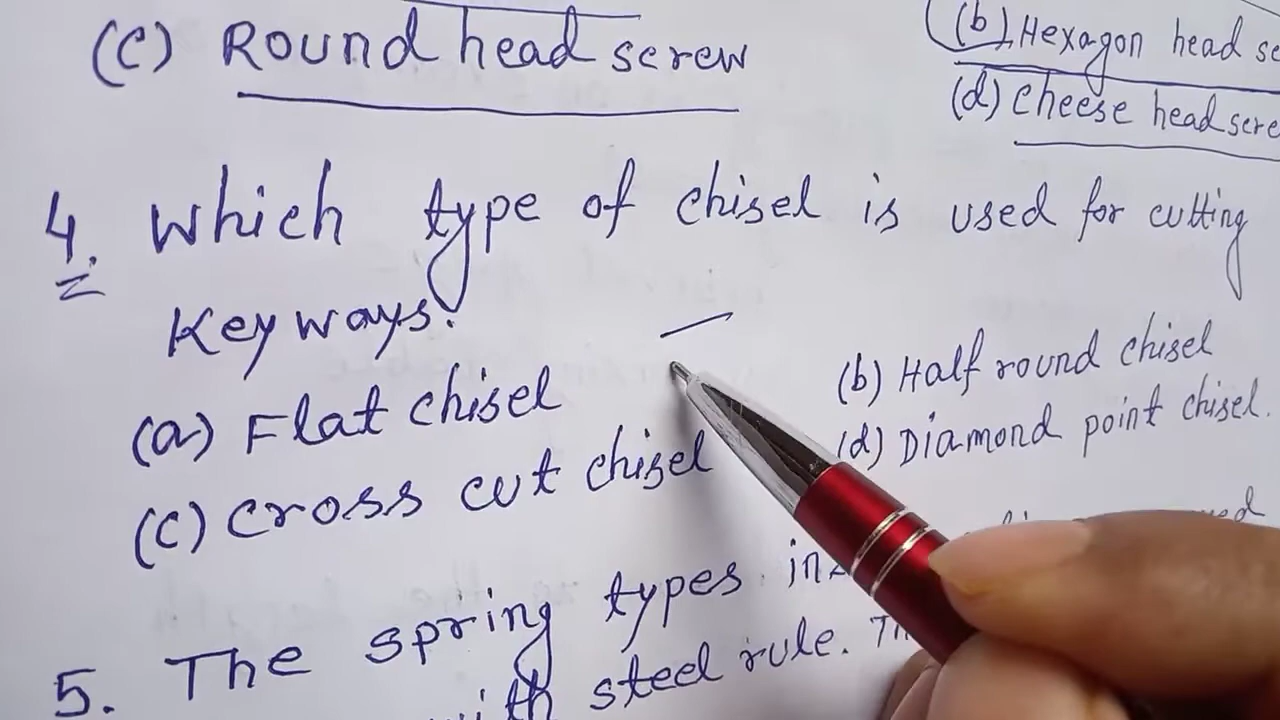 (c) Round head screw
(b) Hexagon head
(d) Cheese head
4. Which type of chisel is used for cutting
Keyways.
(a) Flat chisel
(b) Half round chisel
(c) Cross cut chisel
(d) Diamond point chisel.
5. The spring types
with steel rule.